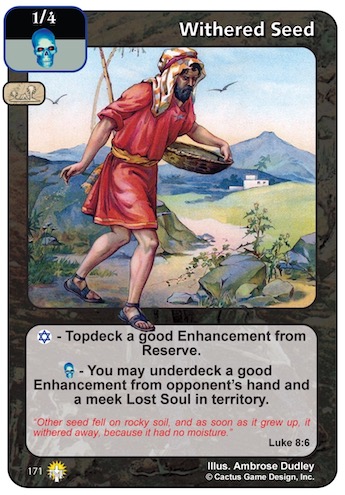 1/4
Withered Seed
- Topdeck a good Enhancement from
Reserve.
- You may underdeck a good
Enhancement from opponent's hand and
a meek Lost Soul in territory.
"Other seed fell on rocky soil, and as soon as it grew up, it
withered away, because it had no moisture."
Luke 8:6
171
Illus. Ambrose Dudley
© Cactus Game Design, Inc.